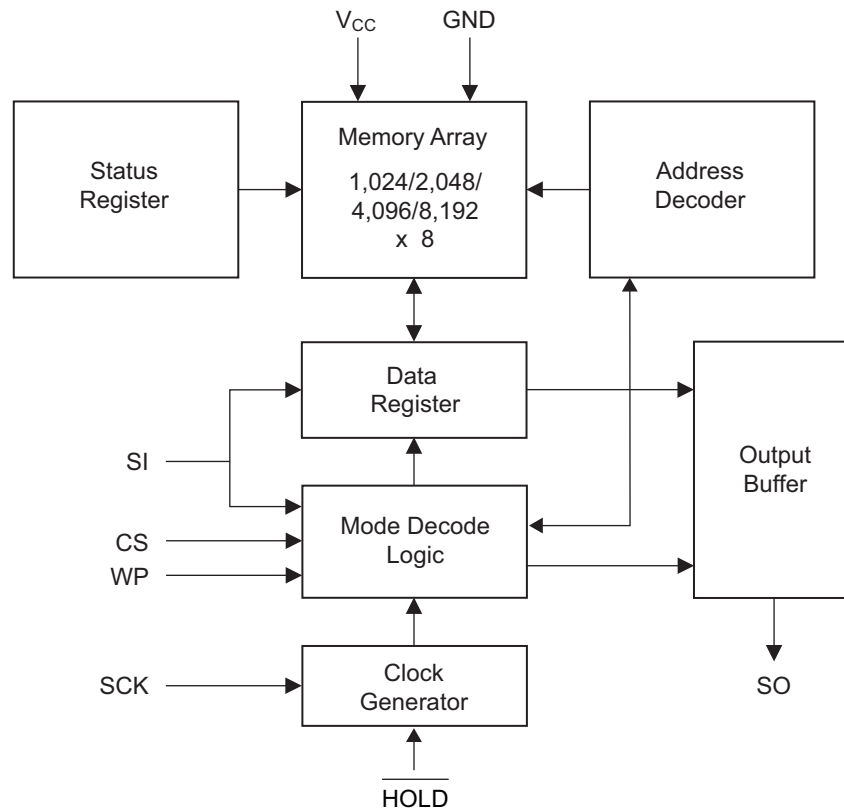 V_CC
GND
Status
Register
Memory Array
1,024/2,048/
4,096/8,192
x 8
Address
Decoder
Data
Register
SI
Output
Buffer
Mode Decode
Logic
CS
WP
SCK
Clock
Generator
SO
HOLD